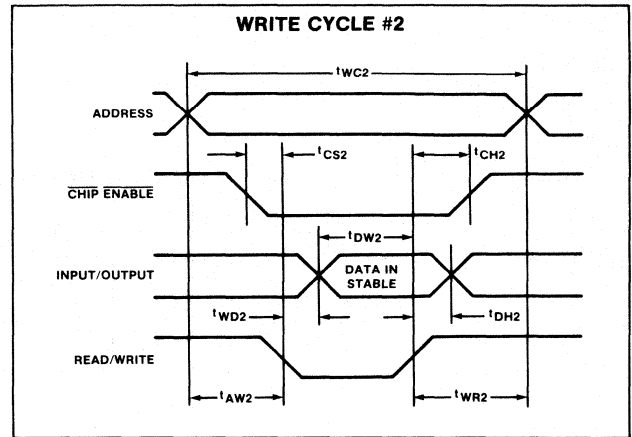 WRITE CYCLE #2
tWC2
ADDRESS
tCS2
tCH2
CHIP ENABLE
tDW2
INPUT/OUTPUT
DATA IN
STABLE
tWD2
tDH2
READ/WRITE
tAW2
tWR2